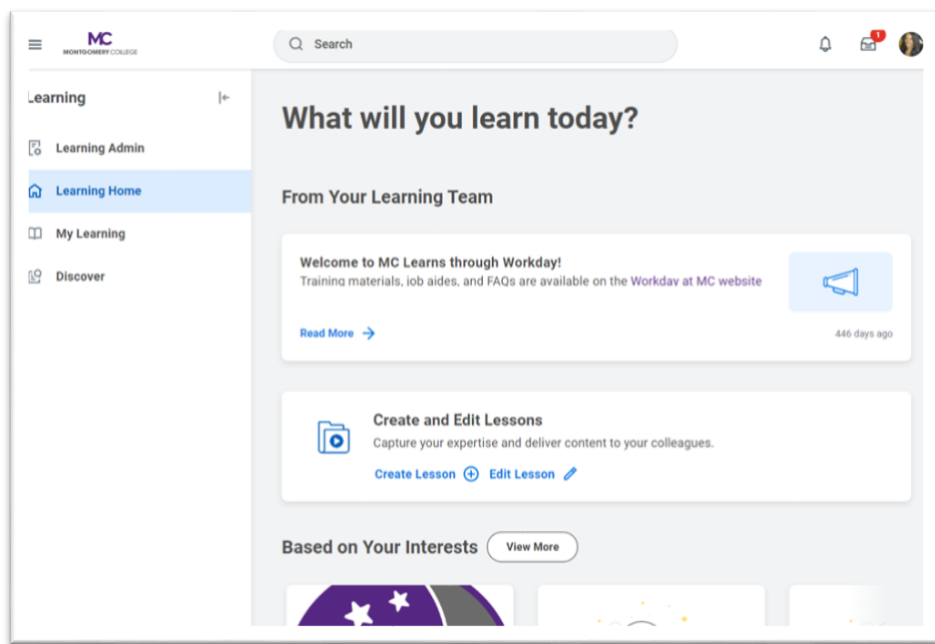 MC
MONTGOMERY COLLEGE
Search
1
Learning
Learning Admin
Learning Home
My Learning
Discover
What will you learn today?
From Your Learning Team
Welcome to MC Learns through Workday!
Training materials, job aides, and FAQs are available on the Workday at MC website
Read More
446 days ago
Create and Edit Lessons
Capture your expertise and deliver content to your colleagues.
Create Lesson Edit Lesson
Based on Your Interests View More